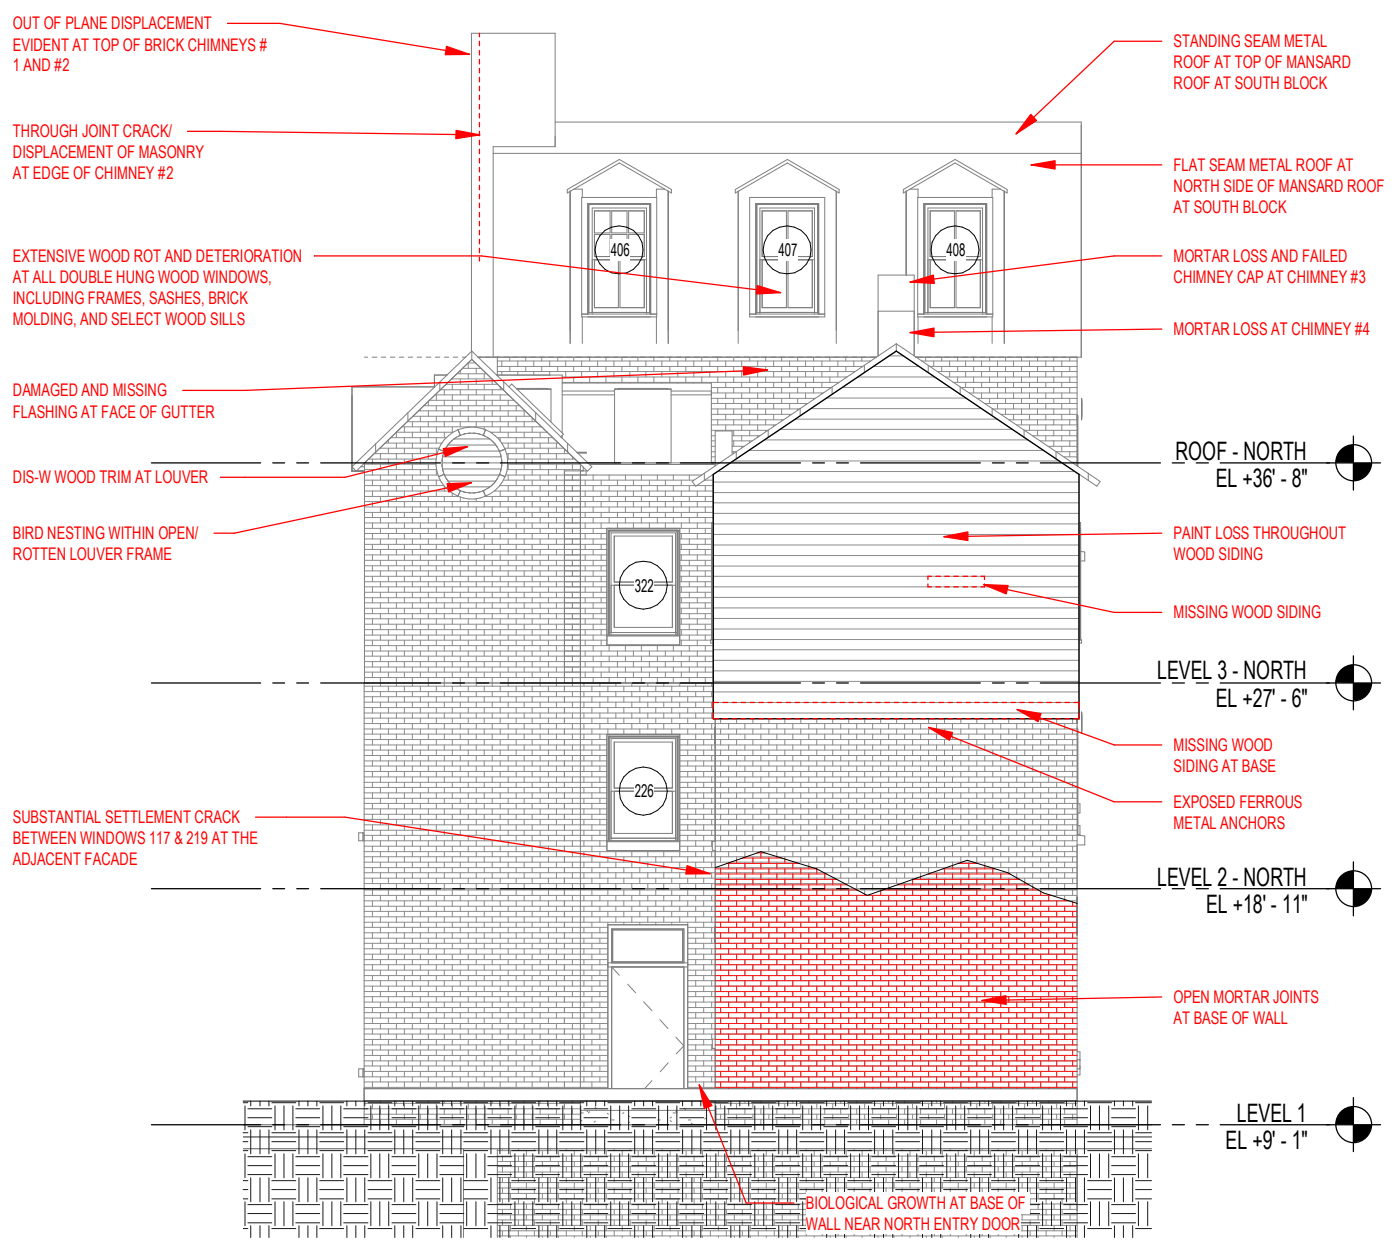 OUT OF PLANE DISPLACEMENT
EVIDENT AT TOP OF BRICK CHIMNEYS #
1 AND #2
THROUGH JOINT CRACK/
DISPLACEMENT OF MASONRY
AT EDGE OF CHIMNEY #2
EXTENSIVE WOOD ROT AND DETERIORATION
AT ALL DOUBLE HUNG WOOD WINDOWS,
INCLUDING FRAMES, SASHES, BRICK
MOLDING, AND SELECT WOOD SILLS
DAMAGED AND MISSING
FLASHING AT FACE OF GUTTER
DIS-W WOOD TRIM AT LOUVER
BIRD NESTING WITHIN OPEN/
ROTTEN LOUVER FRAME
SUBSTANTIAL SETTLEMENT CRACK
BETWEEN WINDOWS 117 & 219 AT THE
ADJACENT FACADE
406
407
408
322
226
STANDING SEAM METAL
ROOF AT TOP OF MANSARD
ROOF AT SOUTH BLOCK
FLAT SEAM METAL ROOF AT
NORTH SIDE OF MANSARD ROOF
AT SOUTH BLOCK
MORTAR LOSS AND FAILED
CHIMNEY CAP AT CHIMNEY #3
MORTAR LOSS AT CHIMNEY #4
ROOF - NORTH
EL +36' - 8"
PAINT LOSS THROUGHOUT
WOOD SIDING
MISSING WOOD SIDING
LEVEL 3 - NORTH
EL +27' - 6"
MISSING WOOD
SIDING AT BASE
EXPOSED FERROUS
METAL ANCHORS
LEVEL 2 - NORTH
EL +18' - 11"
OPEN MORTAR JOINTS
AT BASE OF WALL
LEVEL 1
EL +9' - 1"
BIOLOGICAL GROWTH AT BASE OF
WALL NEAR NORTH ENTRY DOOR